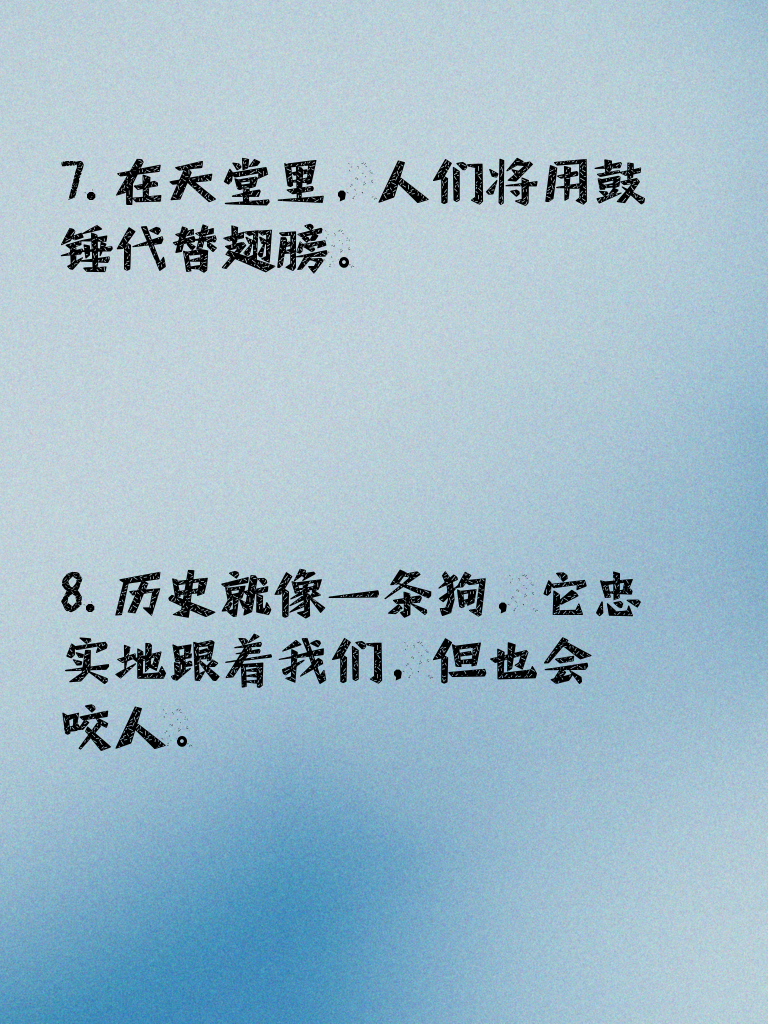 7.在天堂里，人们将用鼓
锤代替翅膀。
8.历史就像一条狗，它忠
实地跟着我们，但也会
咬人。